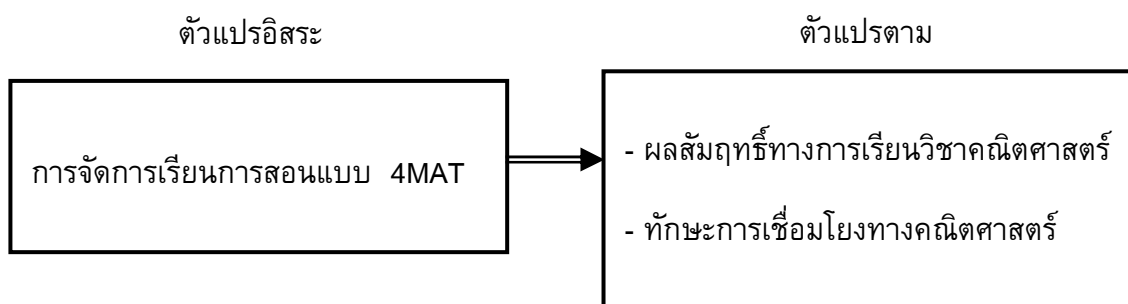 ตัวแปรอิสระ
ตัวแปรตาม
การจัดการเรียนการสอนแบบ 4MAT
- ผลสัมฤทธิ์ทางการเรียนวิชาคณิตศาสตร์
- ทักษะการเชื่อมโยงทางคณิตศาสตร์